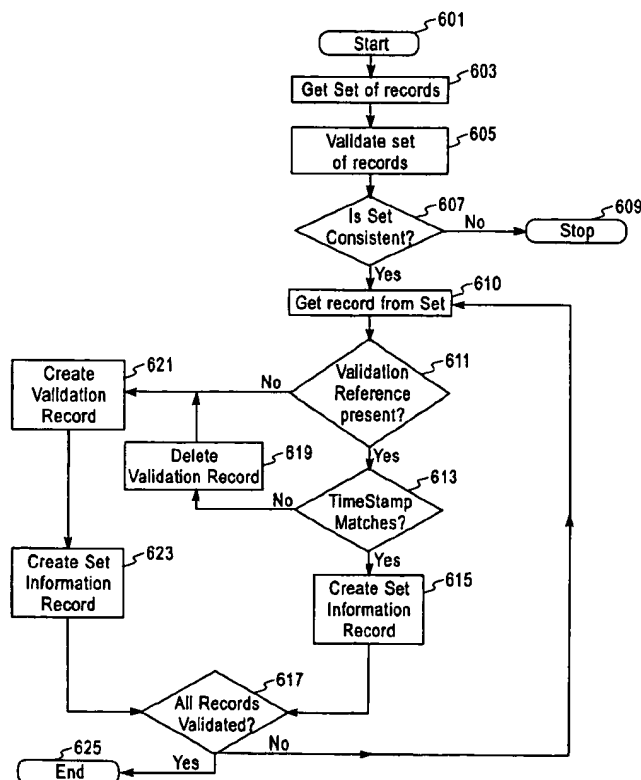 601
Start
603
Get Set of records
605
Validate set
of records
607
Is Set
Consistent?
No
609
Stop
Yes
610
Get record from Set
611
Validation
Reference
present?
No
621
Create
Validation
Record
Yes
619
Delete
Validation Record
613
TimeStamp
Matches?
No
Yes
623
Create Set
Information
Record
615
Create Set
Information
Record
617
All Records
Validated?
No
Yes
625
End